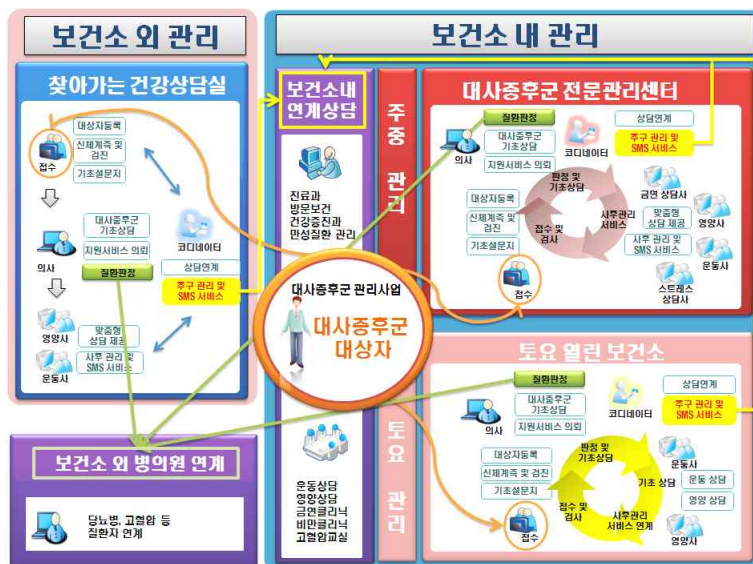 보건소 외 관리
찾아가는 건강상담실
접수
대상자등록
신체계측 및
검진
기초설문지
의사
대사증후군
기초상담
지원서비스 의뢰
질환판정
코디네이터
상담연계
추구 관리 및
SMS 서비스
영양사
운동사
맞춤형
상담 제공
사후 관리 및
SMS 서비스
보건소 외 병의원 연계
당뇨병, 고혈압 등
질환자 연계
보건소 내 관리
보건소내
연계상담
진료과
방문보건
건강증진과
만성질환 관리
대사증후군 관리사업
대사증후군
대상자
운동상담
영양상담
금연클리닉
비만클리닉
고혈압교실
주중 관리
토요 관리
대사증후군 전문관리센터
의사
질환판정
대사증후군
기초상담
지원서비스 의뢰
코디네이터
상담연계
추구 관리 및
SMS 서비스
대상자등록
신체계측 및
검진
기초설문지
접수
판정 및
기초상담
접수 및
검사
사후관리
서비스
금연 상담사
영양사
맞춤형
상담 제공
사후 관리 및
SMS 서비스
운동사
스트레스
상담사
토요 열린 보건소
의사
질환판정
대사증후군
기초상담
지원서비스 의뢰
코디네이터
상담연계
추구 관리 및
SMS 서비스
대상자등록
신체계측 및 검진
기초설문지
접수
판정 및
기초상담
기초 상담
접수 및
검사
사후관리
서비스 연계
운동사
운동 상담
영양 상담
영양사